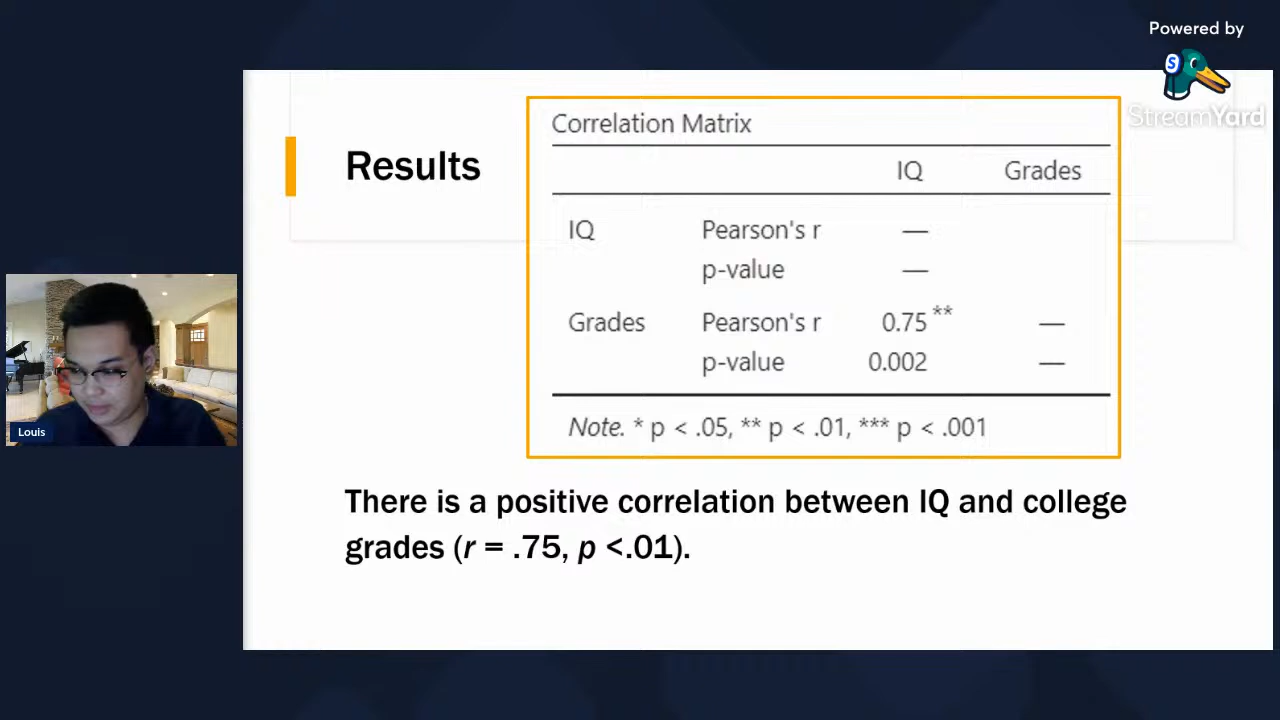 Powered by
S
StreamYard
Results
Correlation Matrix
IQ Grades
IQ Pearson's r — 
p-value —
Grades Pearson's r 0.75** —
p-value 0.002 —
Note. * p < .05, ** p < .01, *** p < .001
There is a positive correlation between IQ and college
grades (r = .75, p <.01).
Louis